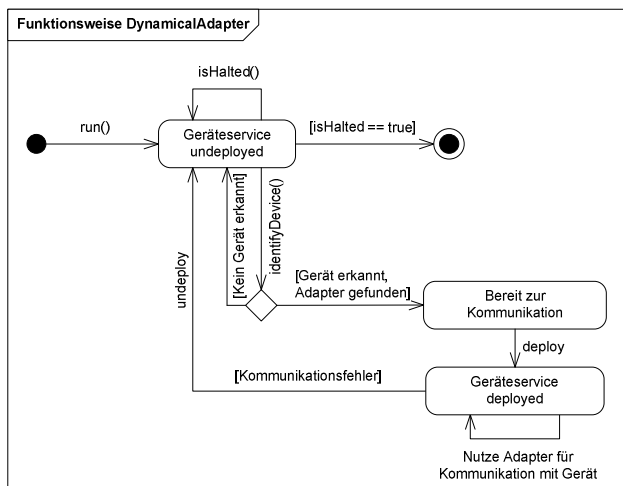 Funktionsweise DynamicalAdapter
isHalted()
run()
Geräteservice
undeployed
[isHalted == true]
undeploy
[Kein Gerät erkannt]
identifyDevice()
[Gerät erkannt,
Adapter gefunden]
Bereit zur
Kommunikation
deploy
[Kommunikationsfehler]
Geräteservice
deployed
Nutze Adapter für
Kommunikation mit Gerät